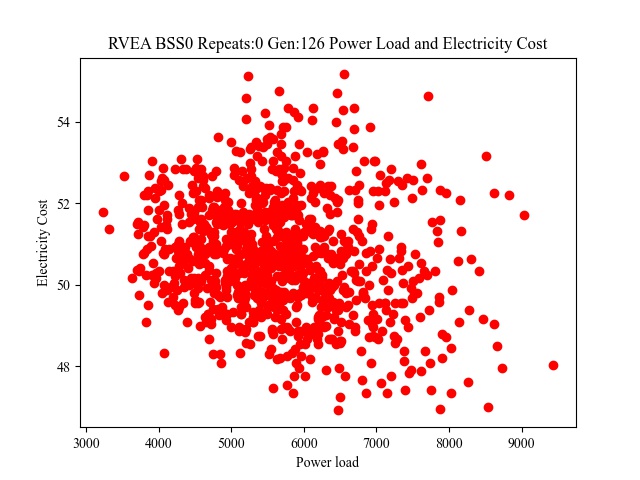 RVEA BSS0 Repeats:0 Gen:126 Power Load and Electricity Cost
54
52
50
48
Electricity Cost
3000 4000 5000 6000 7000 8000 9000
Power load